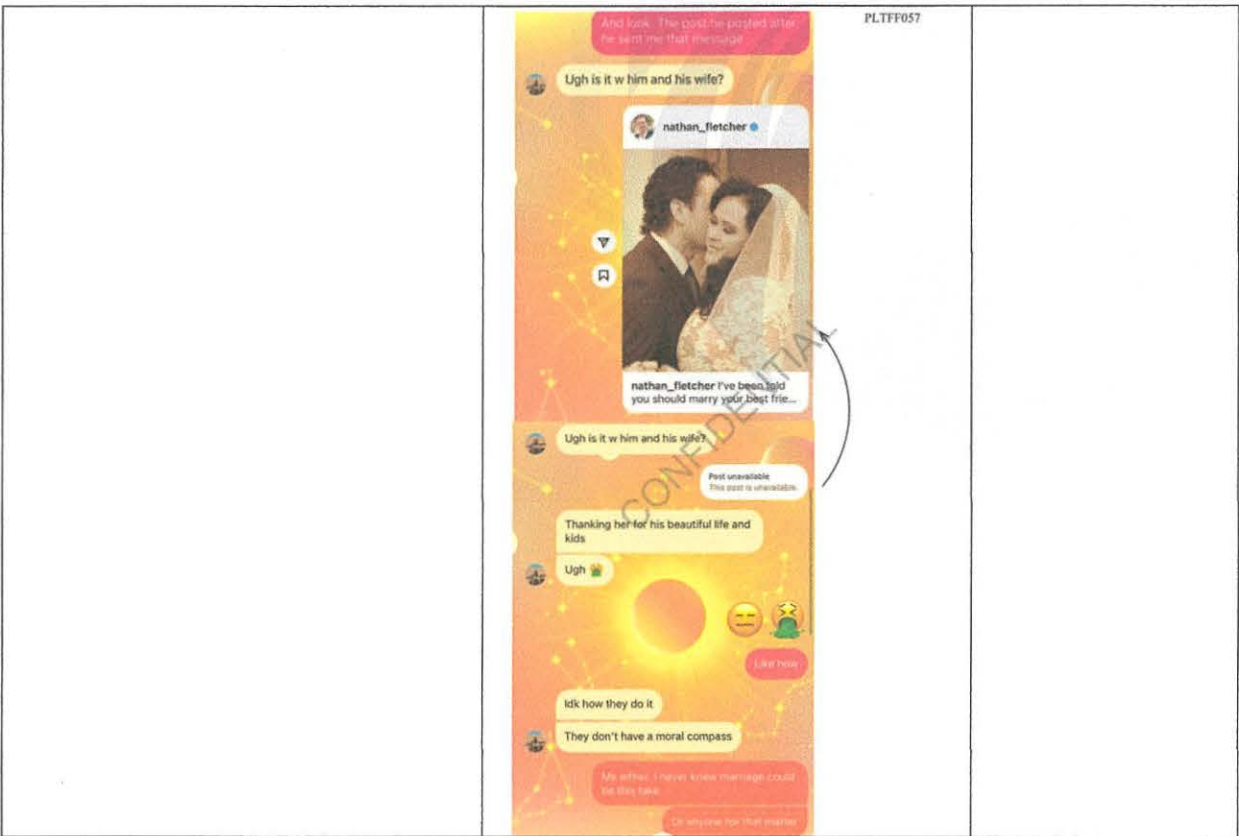 And look. The post he posted after
he sent me that message
PLTFF057
Ugh is it w him and his wife?
nathan_fletcher
nathan_fletcher I've been told
you should marry your best frie...
CONFIDENTIAL
Ugh is it w him and his wife?
Post unavailable
This post is unavailable.
Thanking her for his beautiful life and
kids
Ugh 🤮
😑 🤮
Like how
Idk how they do it
They don't have a moral compass
Me either. I never knew marriage could
be this fake
Or anyone for that matter